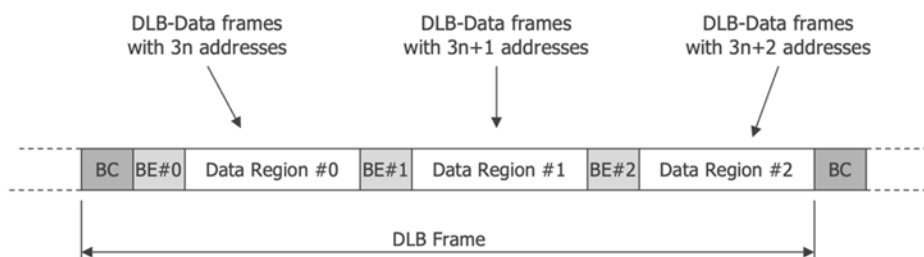 DLB-Data frames
with 3n addresses
DLB-Data frames
with 3n+1 addresses
DLB-Data frames
with 3n+2 addresses
BC
BE#0
Data Region #0
BE#1
Data Region #1
BE#2
Data Region #2
BC
DLB Frame